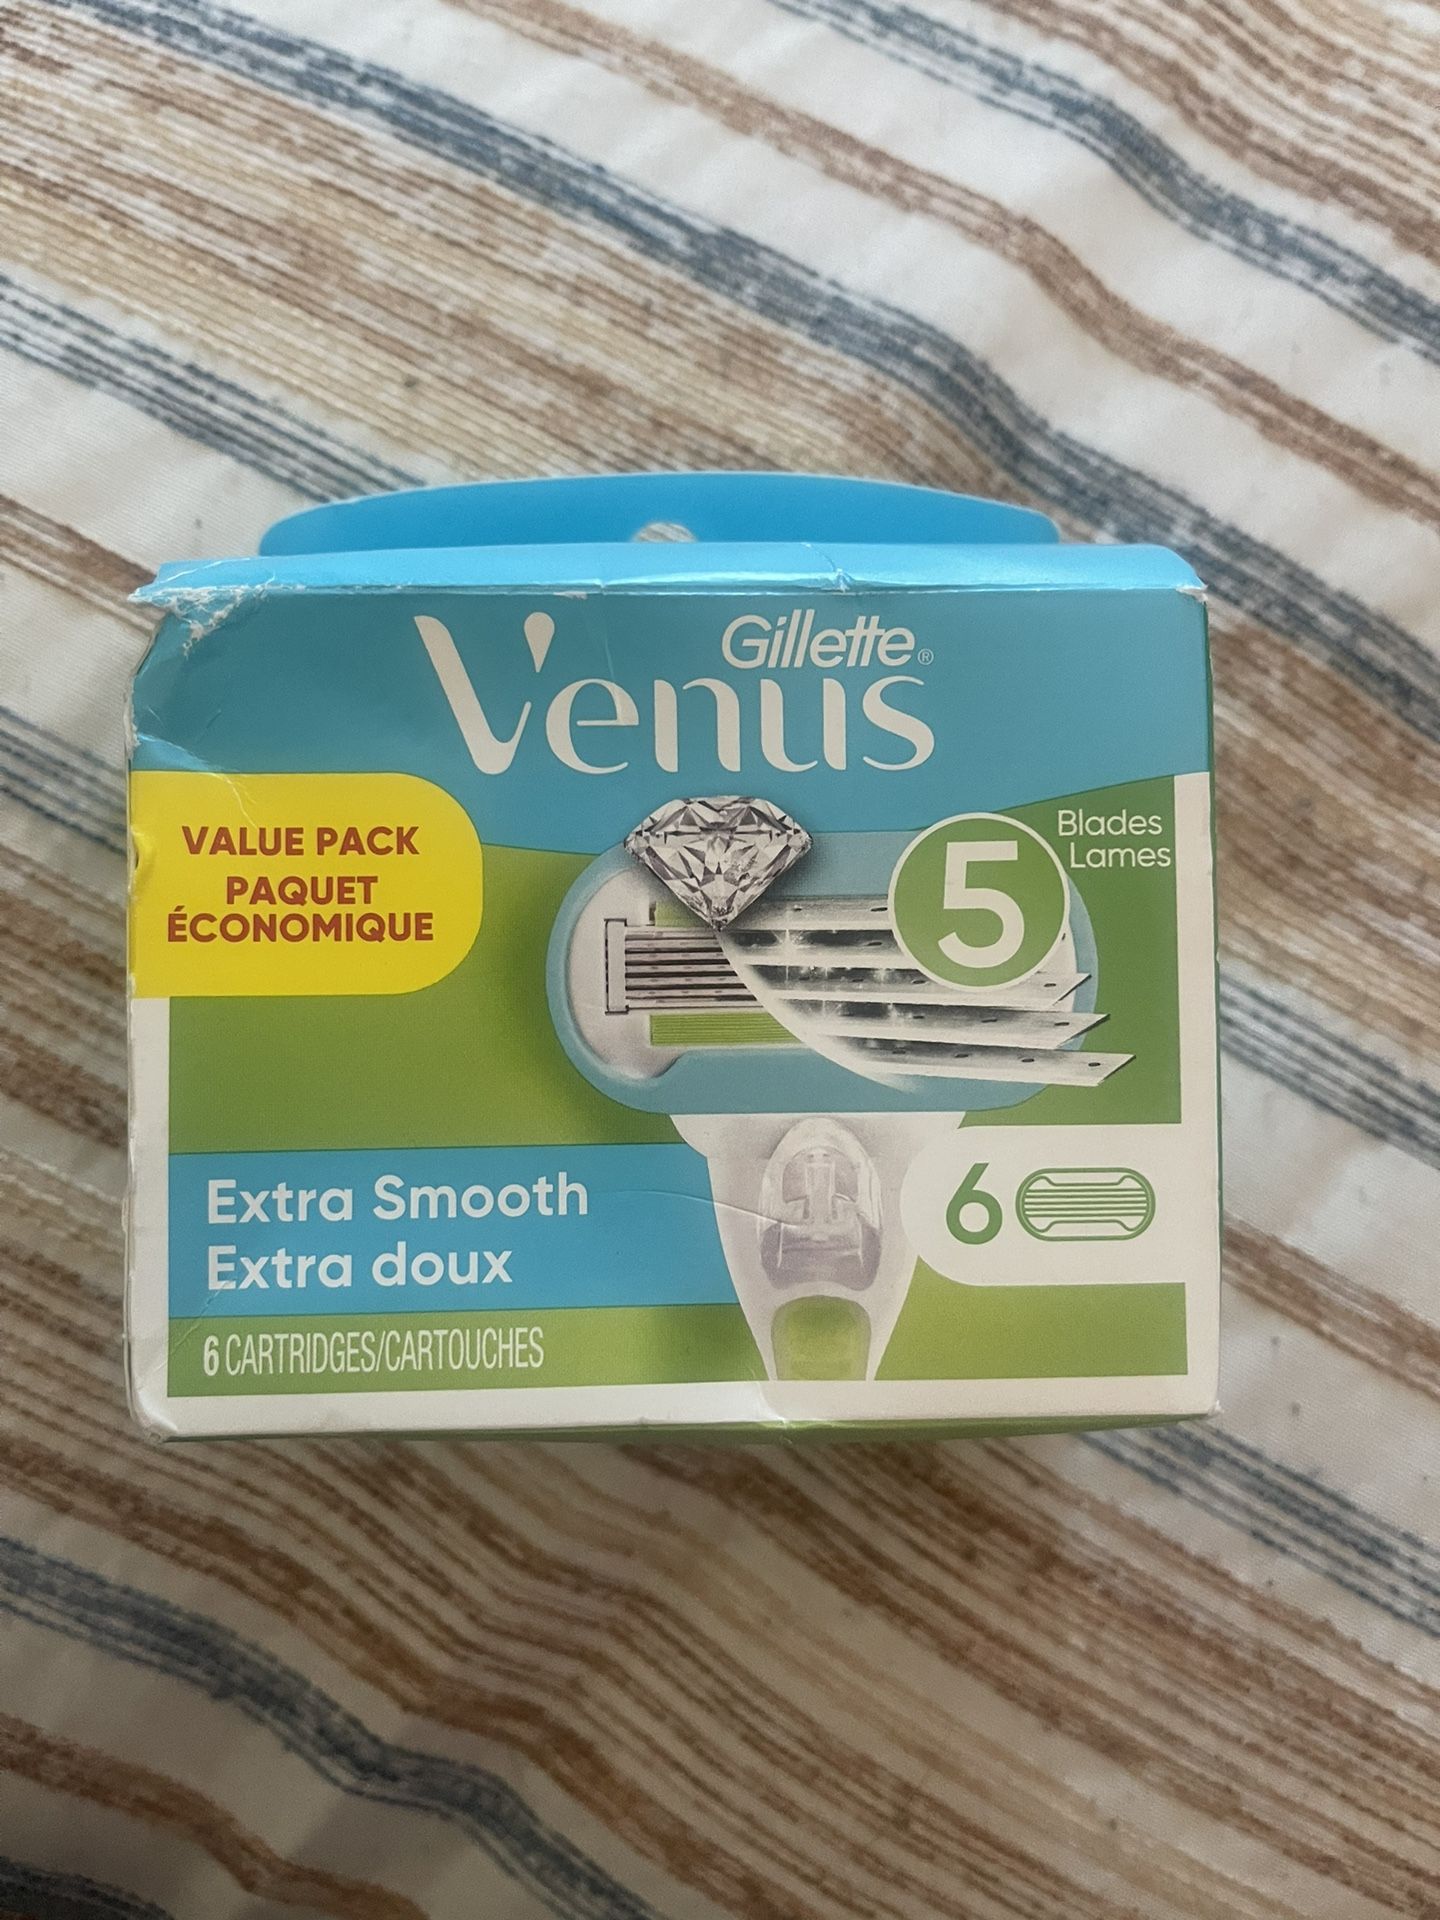 Gillette®
Venus
VALUE PACK
PAQUET
ÉCONOMIQUE
5
Blades
Lames
Extra Smooth
Extra doux
6
6 CARTRIDGES/CARTOUCHES